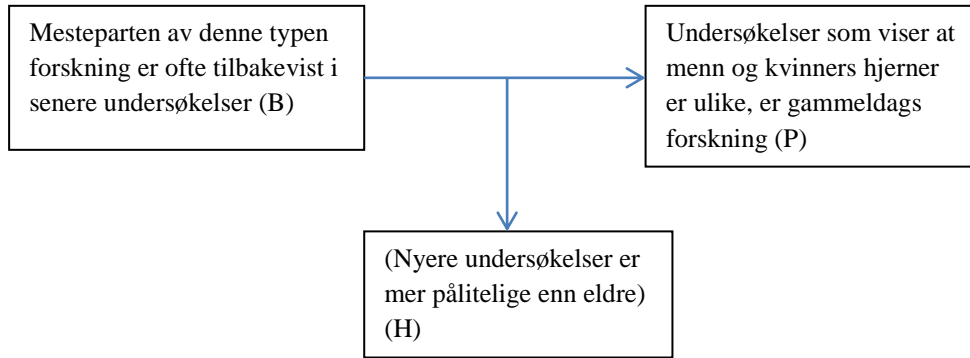 Mesteparten av denne typen
forskning er ofte tilbakevist i
senere undersøkelser (B)
Undersøkelser som viser at
menn og kvinners hjerner
er ulike, er gammeldags
forskning (P)
(Nyere undersøkelser er
mer pålitelige enn eldre)
(H)